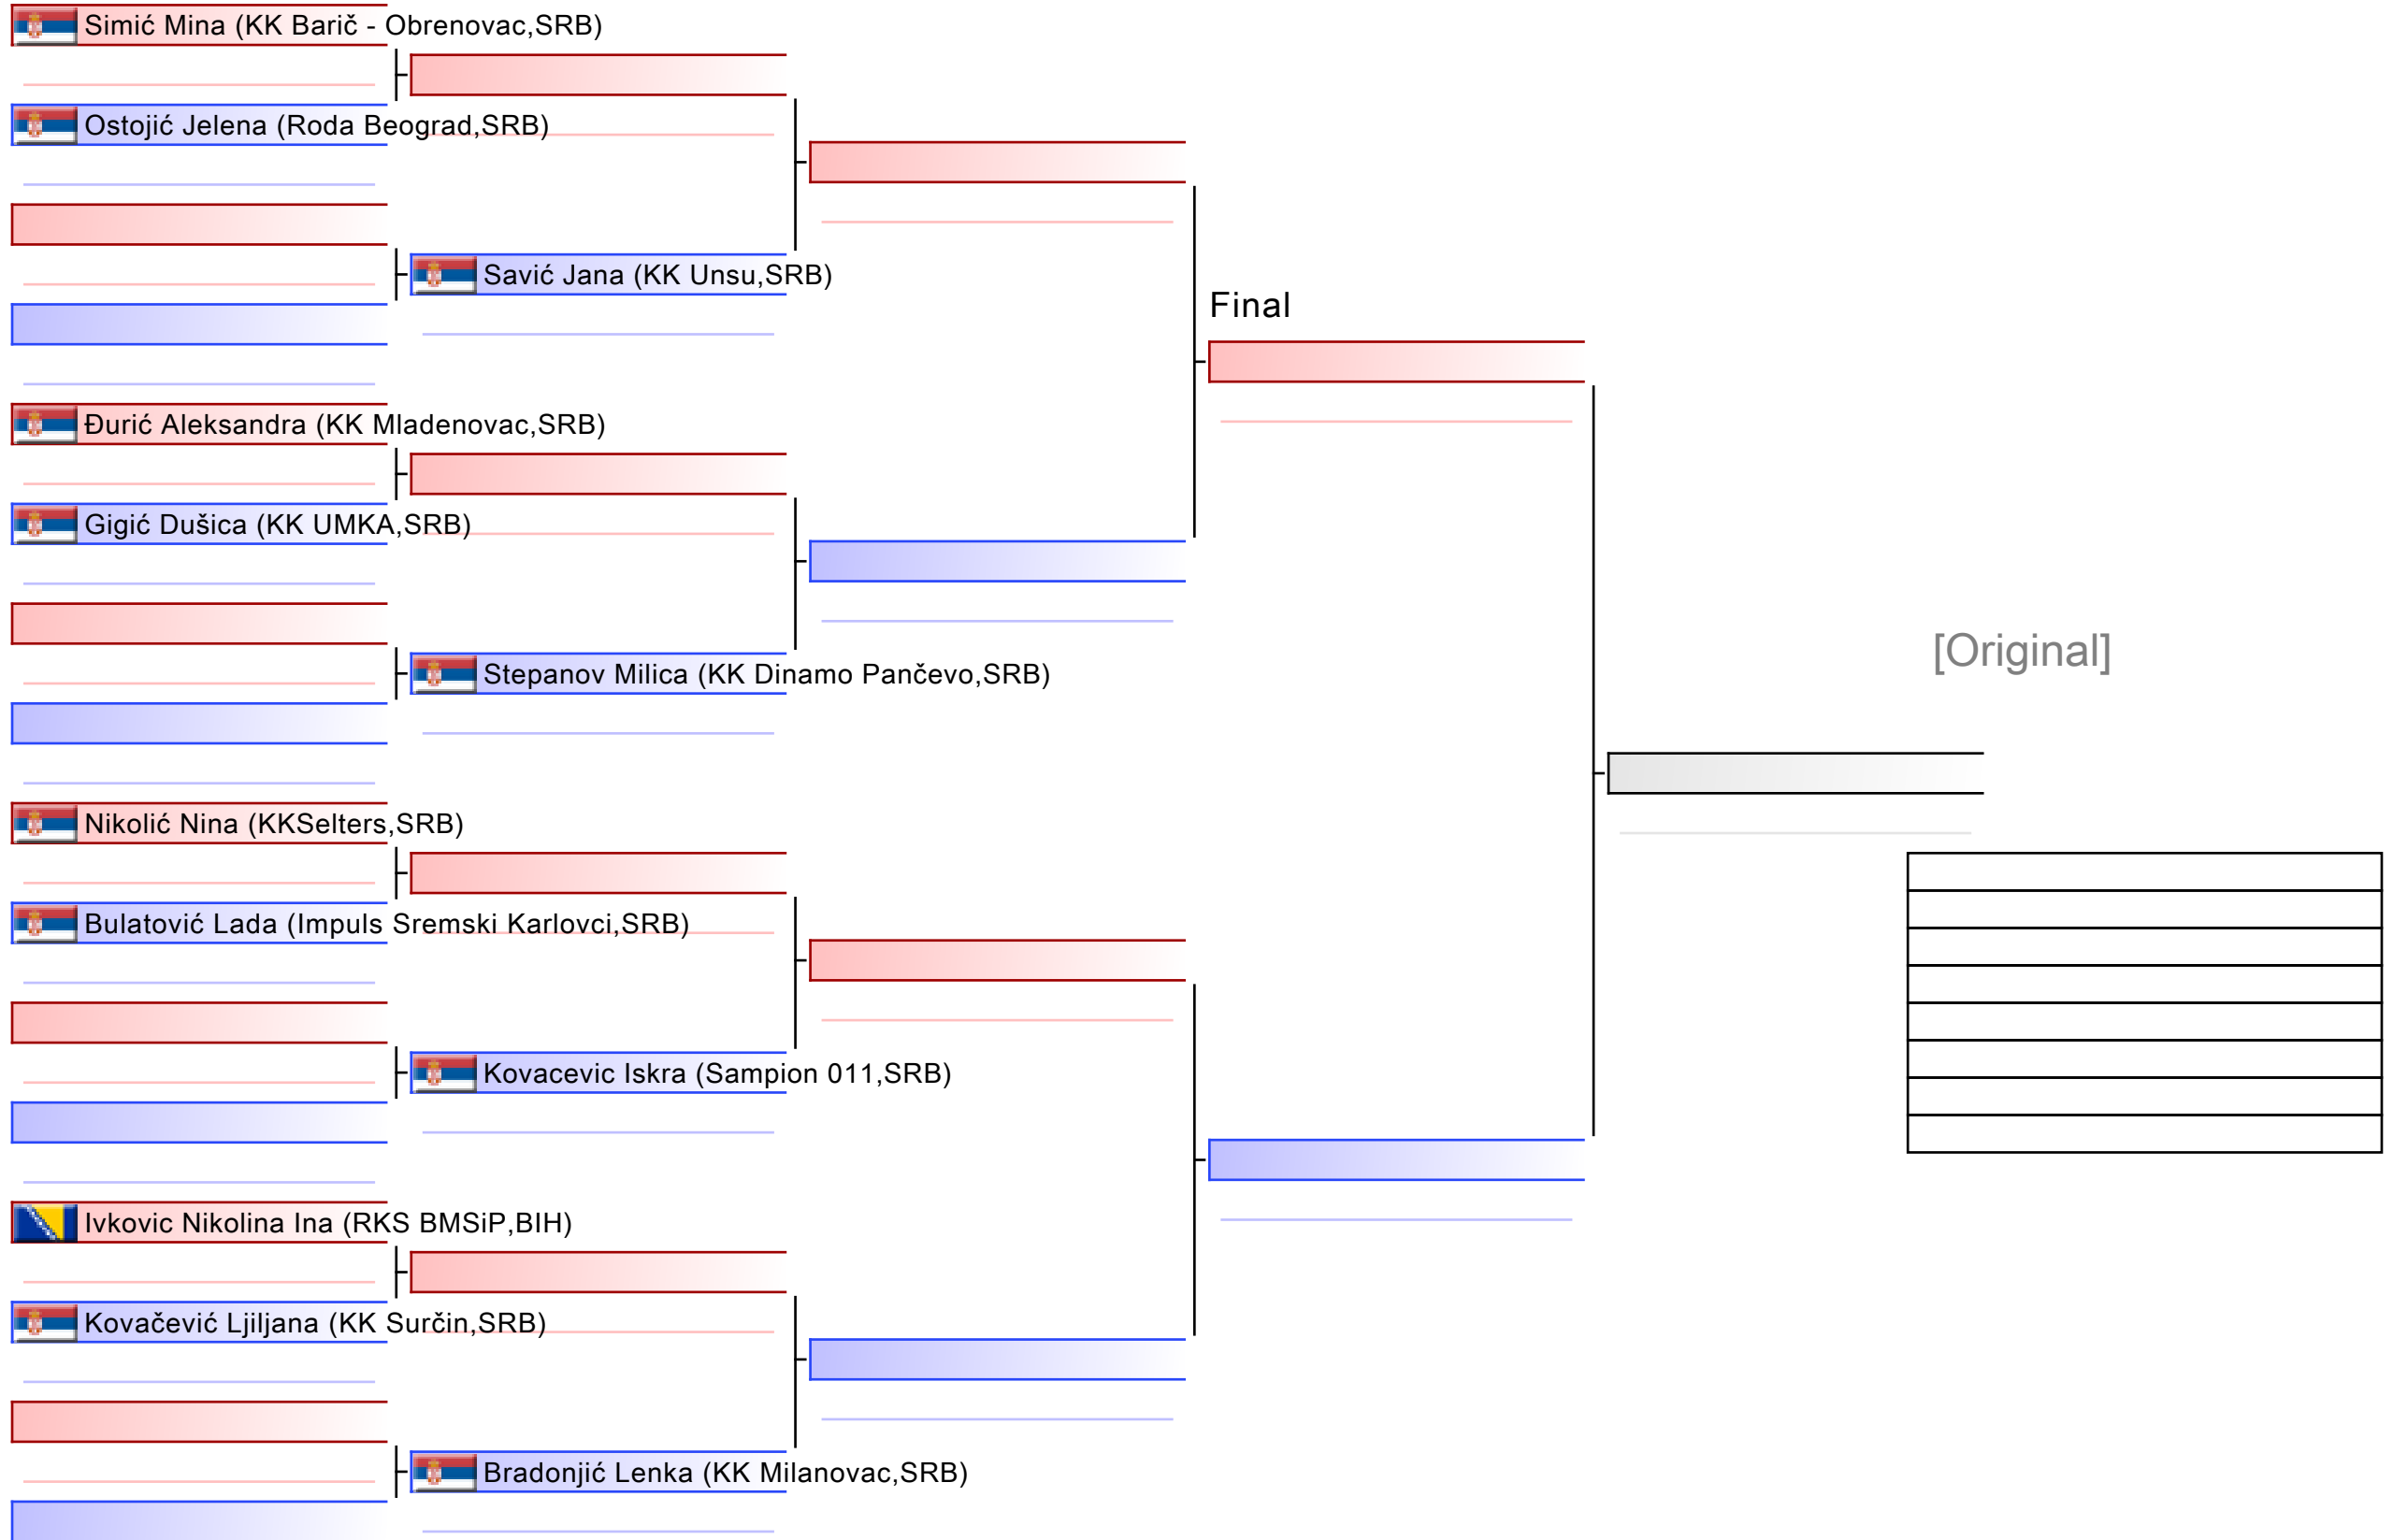 Simić Mina (KK Barič - Obrenovac,SRB)
Ostojić Jelena (Roda Beograd,SRB)
Savić Jana (KK Unsu,SRB)
Final
Đurić Aleksandra (KK Mladenovac,SRB)
Gigić Dušica (KK UMKA,SRB)
[Original]
Stepanov Milica (KK Dinamo Pančevo,SRB)
Nikolić Nina (KKSelters,SRB)
Bulatović Lada (Impuls Sremski Karlovci,SRB)
Kovacevic Iskra (Sampion 011,SRB)
Ivkovic Nikolina Ina (RKS BMSiP,BIH)
Kovačević Ljiljana (KK Surčin,SRB)
Bradonjić Lenka (KK Milanovac,SRB)